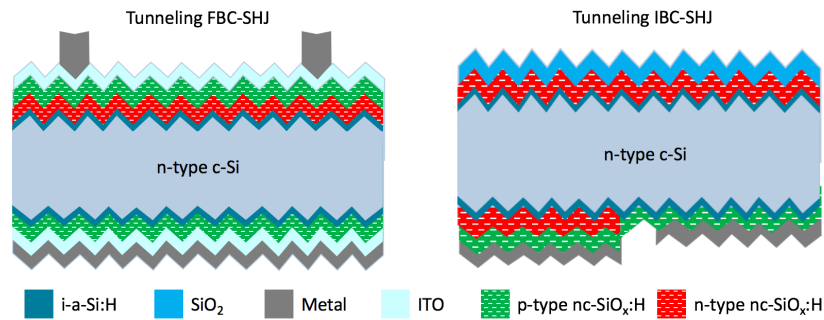 Tunneling FBC-SHJ
Tunneling IBC-SHJ
n-type c-Si
n-type c-Si
i-a-Si:H
SiO₂
Metal
ITO
p-type nc-SiOₓ:H
n-type nc-SiOₓ:H